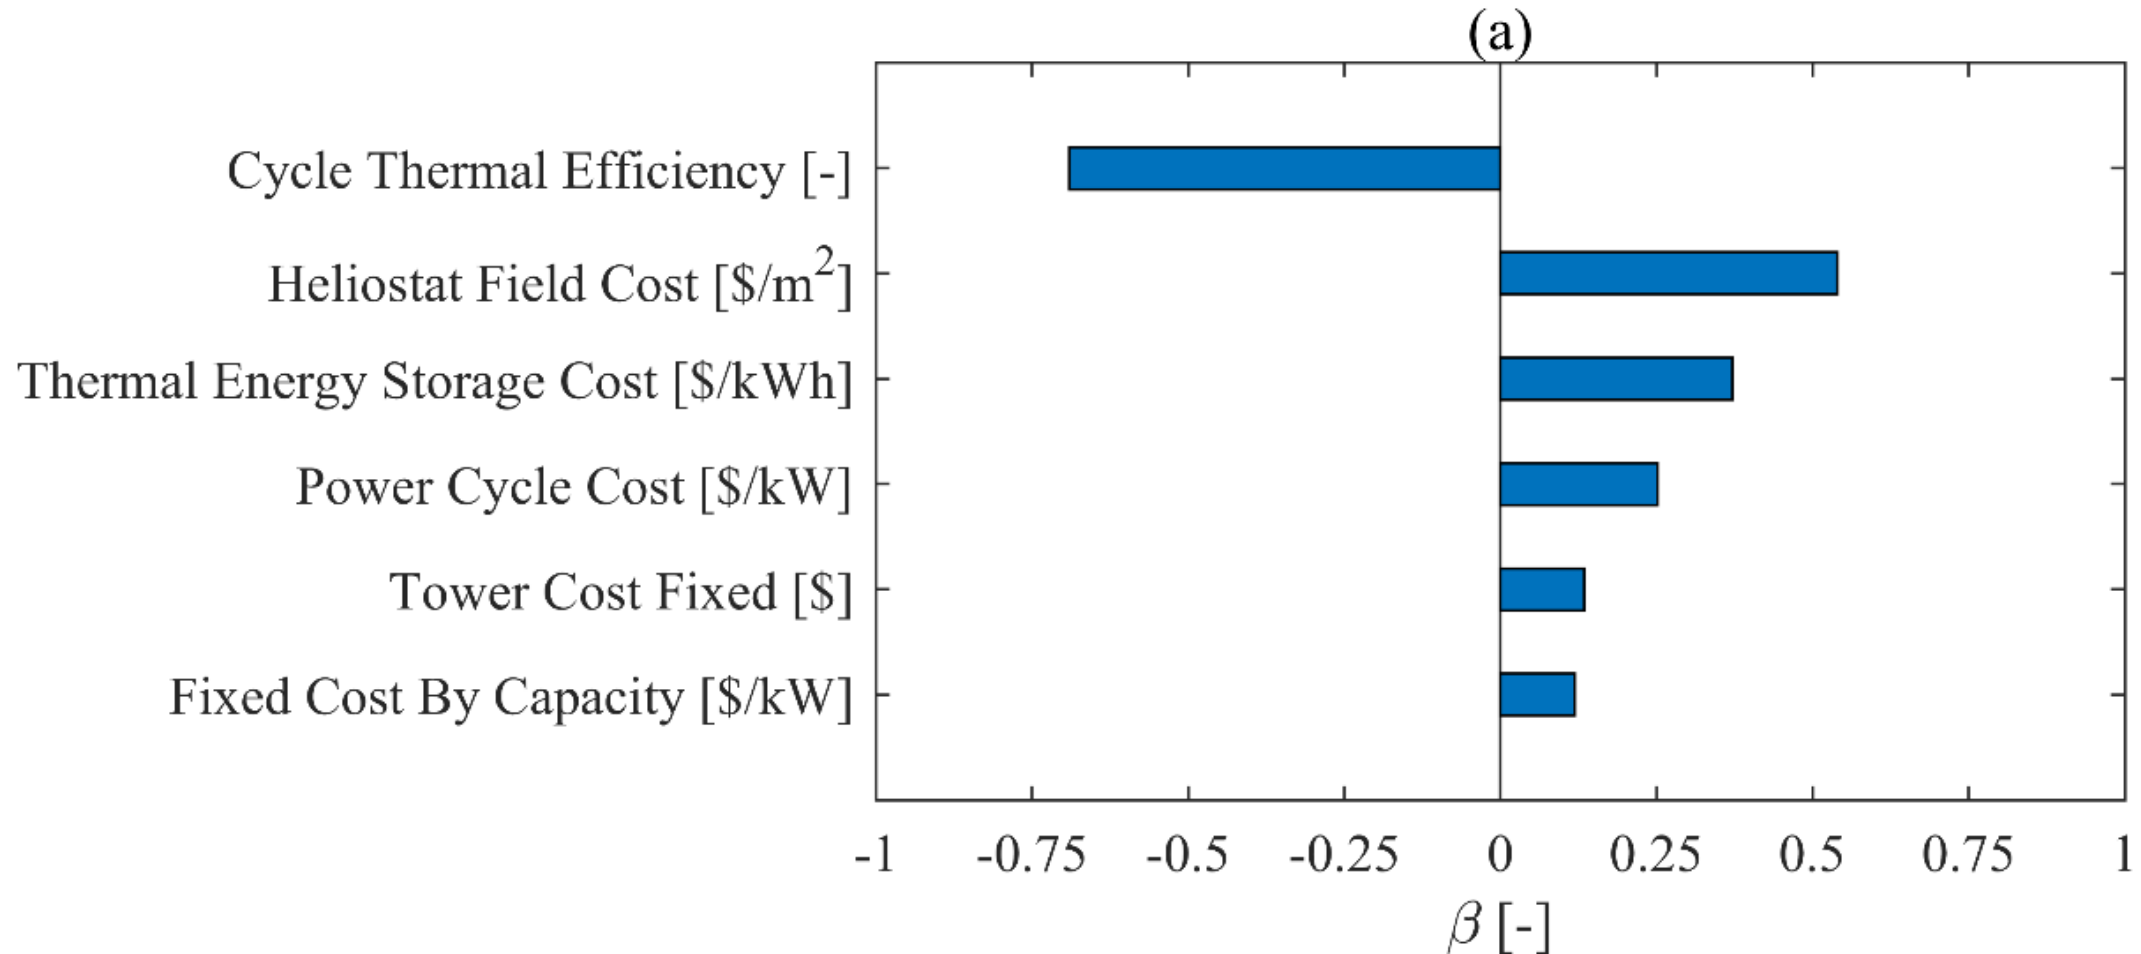 (a)
Cycle Thermal Efficiency [-]
Heliostat Field Cost [$/m²]
Thermal Energy Storage Cost [$/kWh]
Power Cycle Cost [$/kW]
Tower Cost Fixed [$]
Fixed Cost By Capacity [$/kW]
-1 -0.75 -0.5 -0.25 0 0.25 0.5 0.75 1
β [-]